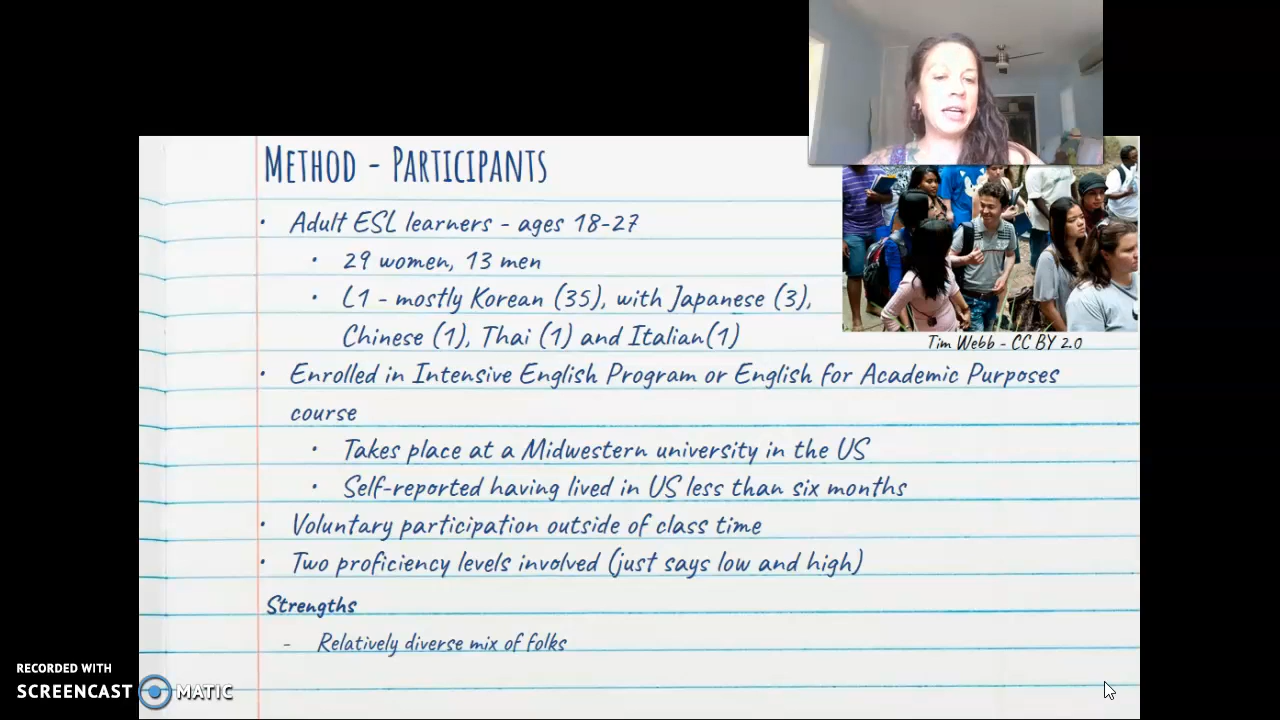 METHOD - PARTICIPANTS
• Adult ESL learners - ages 18-27
• 29 women, 13 men
• L1 - mostly Korean (35), with Japanese (3),
Chinese (1), Thai (1) and Italian(1)
Tim Webb - CC BY 2.0
• Enrolled in Intensive English Program or English for Academic Purposes
course
• Takes place at a Midwestern university in the US
• Self-reported having lived in US less than six months
• Voluntary participation outside of class time
• Two proficiency levels involved (just says low and high)
Strengths
- Relatively diverse mix of folks
RECORDED WITH
SCREENCAST MATIC